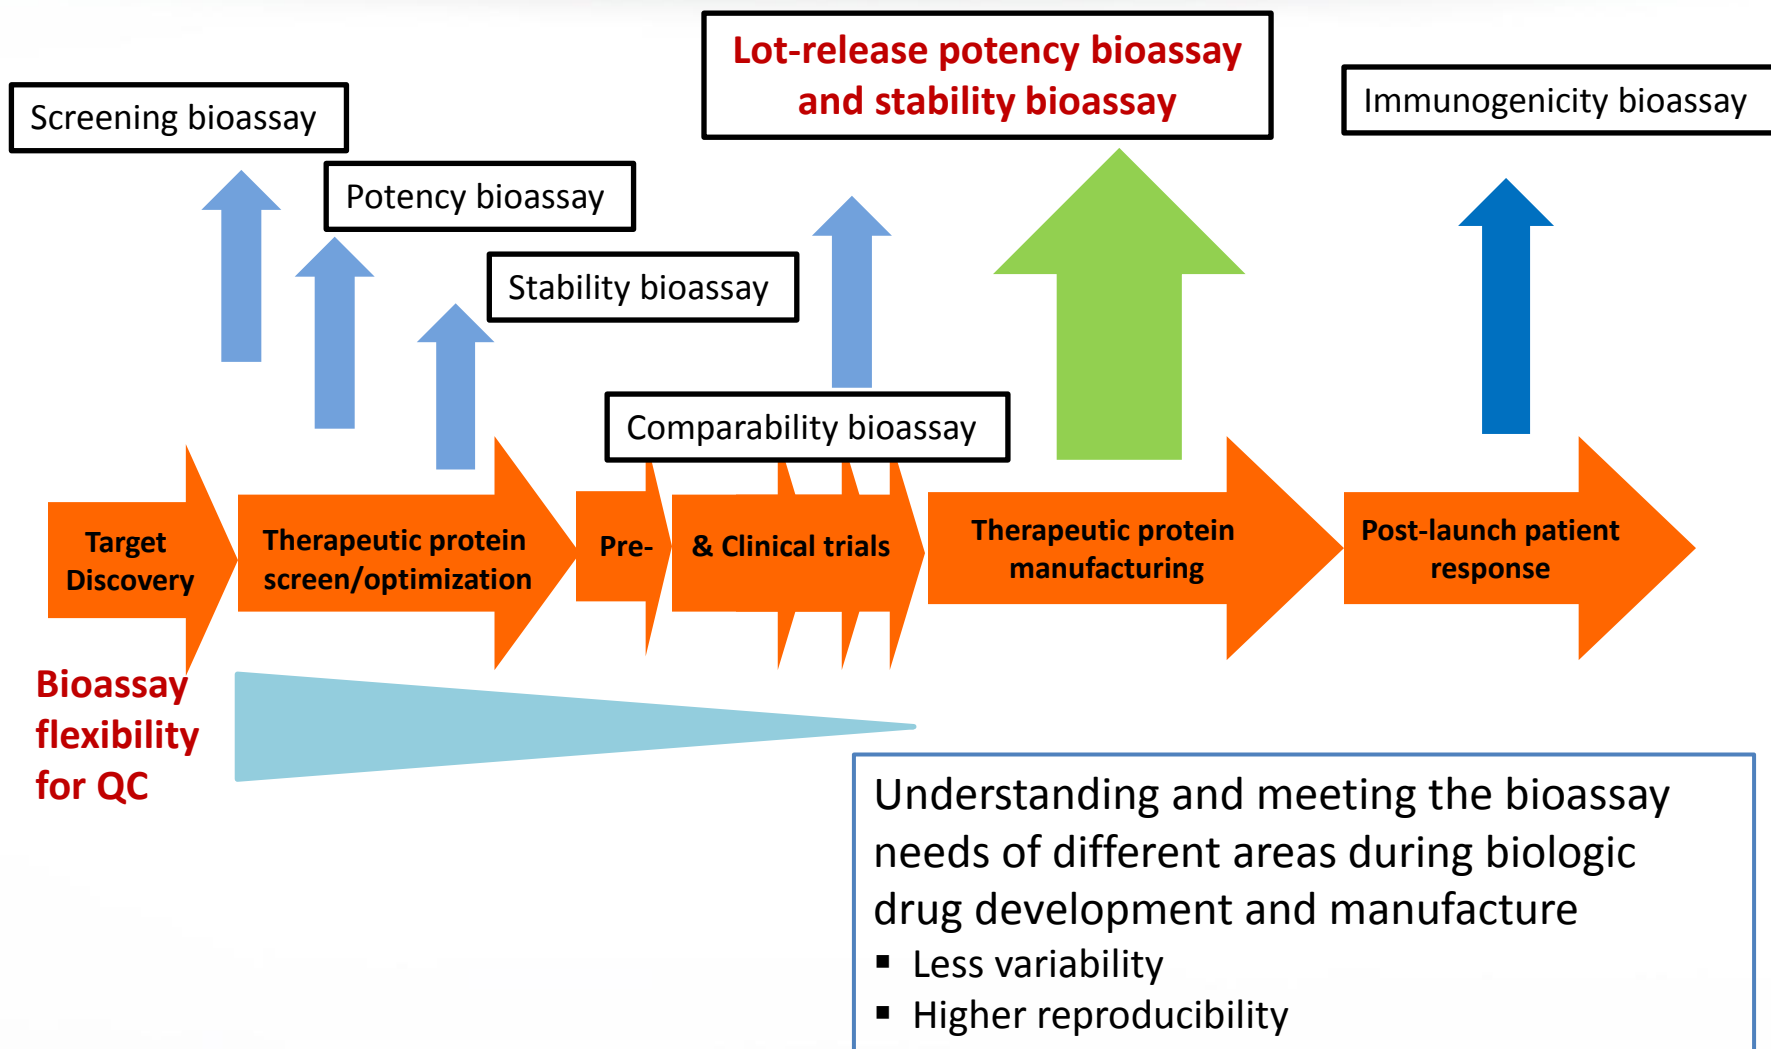 Lot-release potency bioassay
and stability bioassay
Screening bioassay
Immunogenicity bioassay
Potency bioassay
Stability bioassay
Comparability bioassay
Target
Discovery
Therapeutic protein
screen/optimization
Pre-
& Clinical trials
Therapeutic protein
manufacturing
Post-launch patient
response
Bioassay
flexibility
for QC
Understanding and meeting the bioassay
needs of different areas during biologic
drug development and manufacture
▪ Less variability
▪ Higher reproducibility